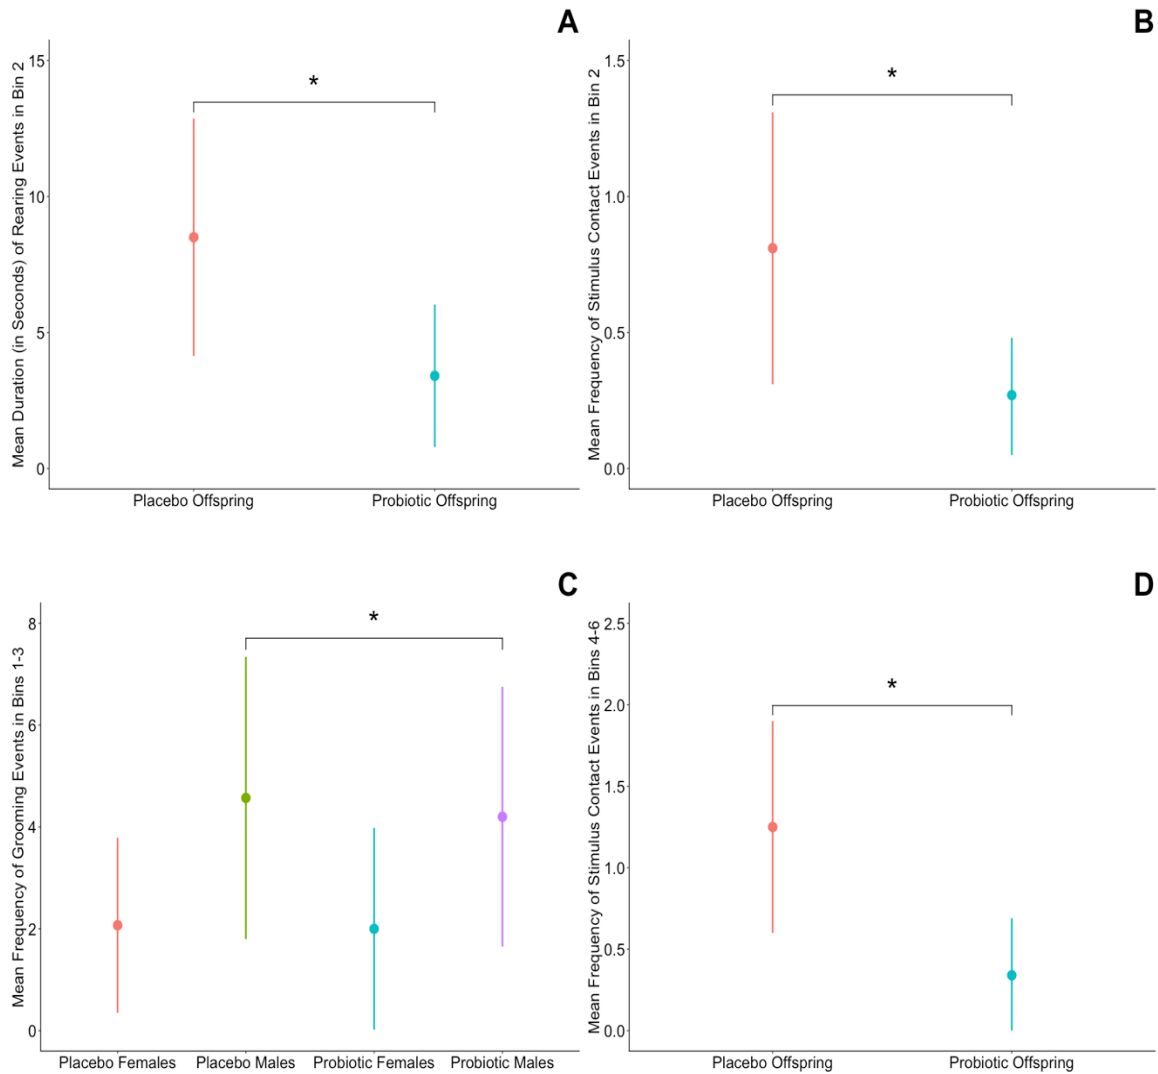 A
Mean Duration (in Seconds) of Rearing Events in Bin 2
15
10
5
0
*
Placebo Offspring
Probiotic Offspring
B
Mean Frequency of Stimulus Contact Events in Bin 2
1.5
1.0
0.5
0.0
*
Placebo Offspring
Probiotic Offspring
C
Mean Frequency of Grooming Events in Bins 1-3
8
6
4
2
0
*
Placebo Females
Placebo Males
Probiotic Females
Probiotic Males
D
Mean Frequency of Stimulus Contact Events in Bins 4-6
2.5
2.0
1.5
1.0
0.5
0.0
*
Placebo Offspring
Probiotic Offspring